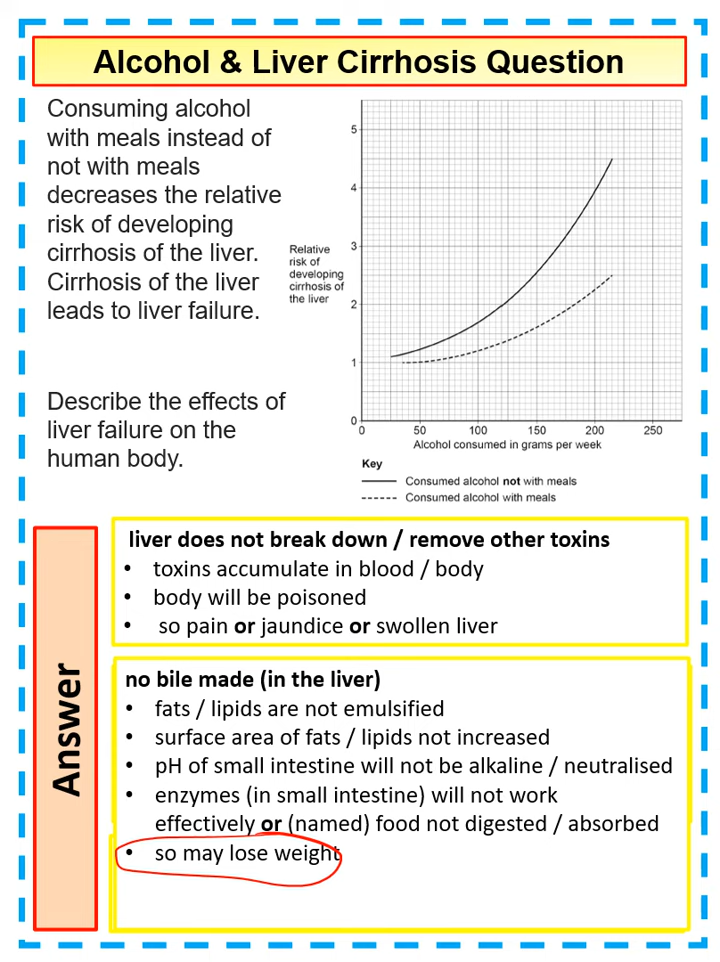 Alcohol & Liver Cirrhosis Question
Consuming alcohol
with meals instead of
not with meals
decreases the relative
risk of developing
cirrhosis of the liver.
Cirrhosis of the liver
leads to liver failure.
Describe the effects of
liver failure on the
human body.
Relative
risk of
developing
cirrhosis of
the liver
5
4
3
2
1
0
0 50 100 150 200 250
Alcohol consumed in grams per week
Key
Consumed alcohol not with meals
Consumed alcohol with meals
Answer
liver does not break down / remove other toxins
• toxins accumulate in blood / body
• body will be poisoned
• so pain or jaundice or swollen liver
no bile made (in the liver)
• fats / lipids are not emulsified
• surface area of fats / lipids not increased
• pH of small intestine will not be alkaline / neutralised
• enzymes (in small intestine) will not work
effectively or (named) food not digested / absorbed
• so may lose weight